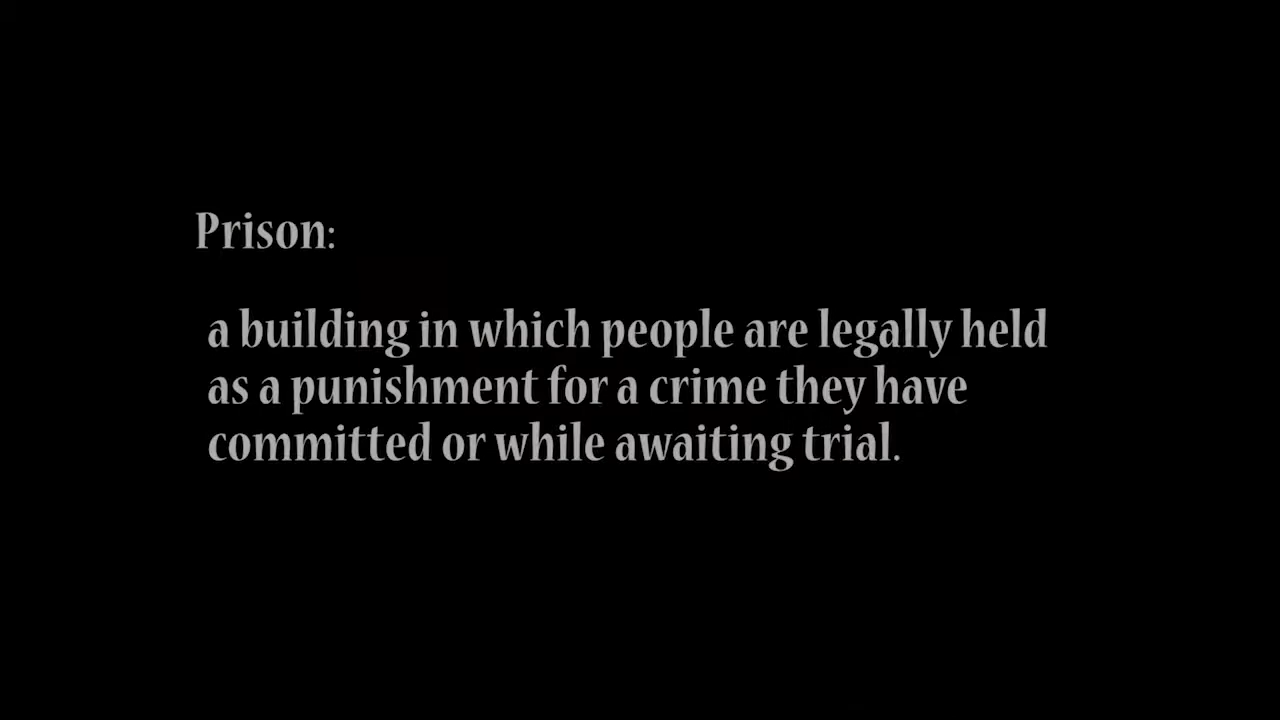 Prison:
a building in which people are legally held
as a punishment for a crime they have
committed or while awaiting trial.